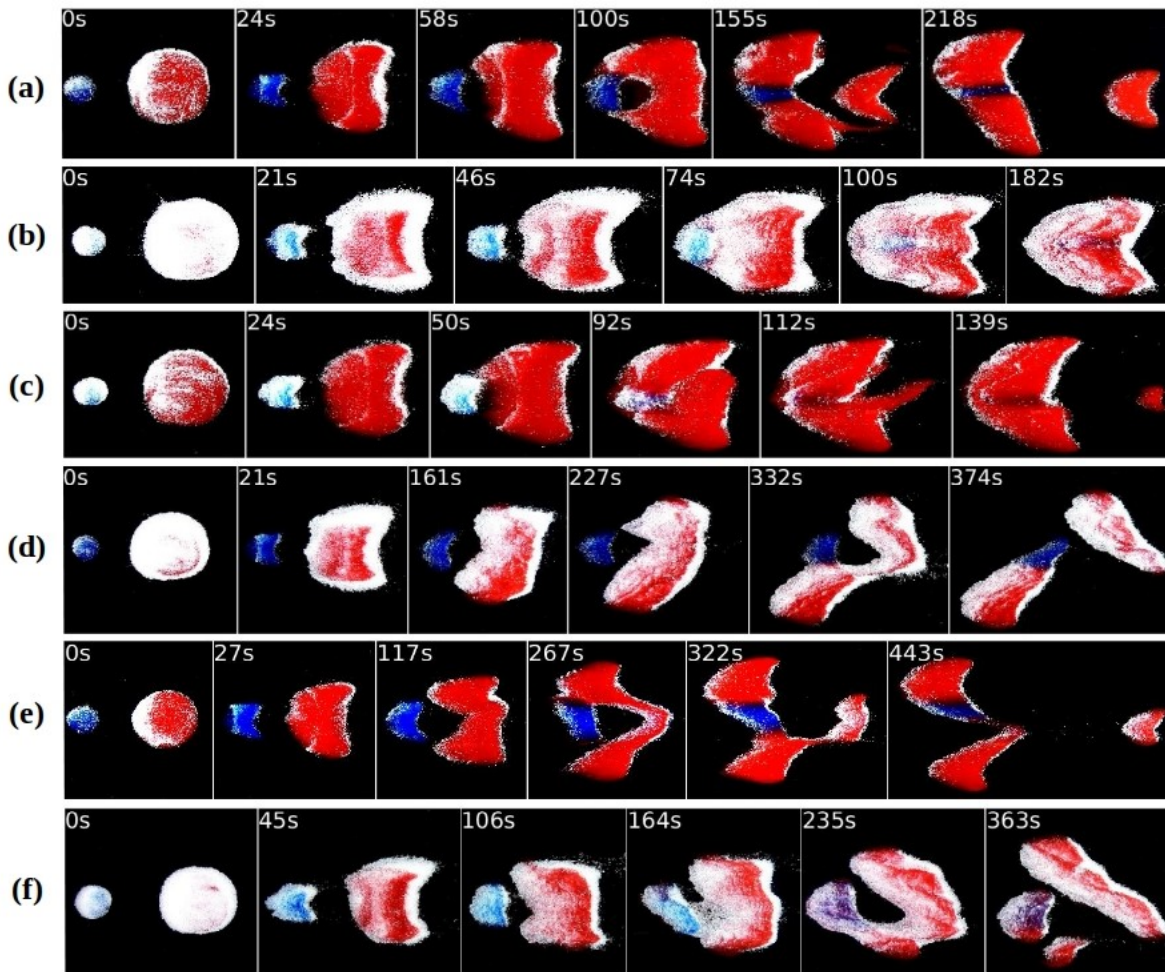 (a) 0s 24s 58s 100s 155s 218s
(b) 0s 21s 46s 74s 100s 182s
(c) 0s 24s 50s 92s 112s 139s
(d) 0s 21s 161s 227s 332s 374s
(e) 0s 27s 117s 267s 322s 443s
(f) 0s 45s 106s 164s 235s 363s